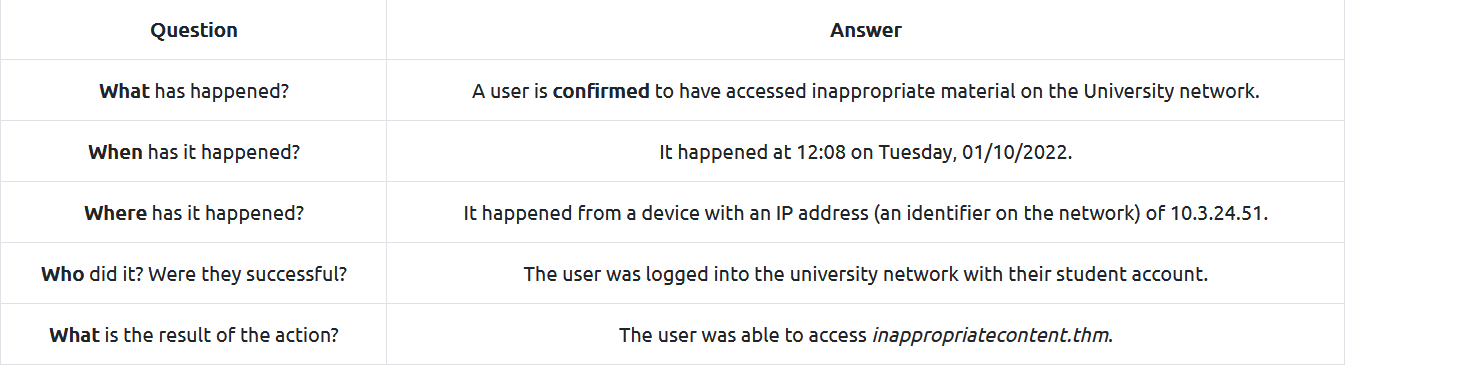 Question Answer
What has happened? A user is confirmed to have accessed inappropriate material on the University network.
When has it happened? It happened at 12:08 on Tuesday, 01/10/2022.
Where has it happened? It happened from a device with an IP address (an identifier on the network) of 10.3.24.51.
Who did it? Were they successful? The user was logged into the university network with their student account.
What is the result of the action? The user was able to access inappropriatecontent.thm.